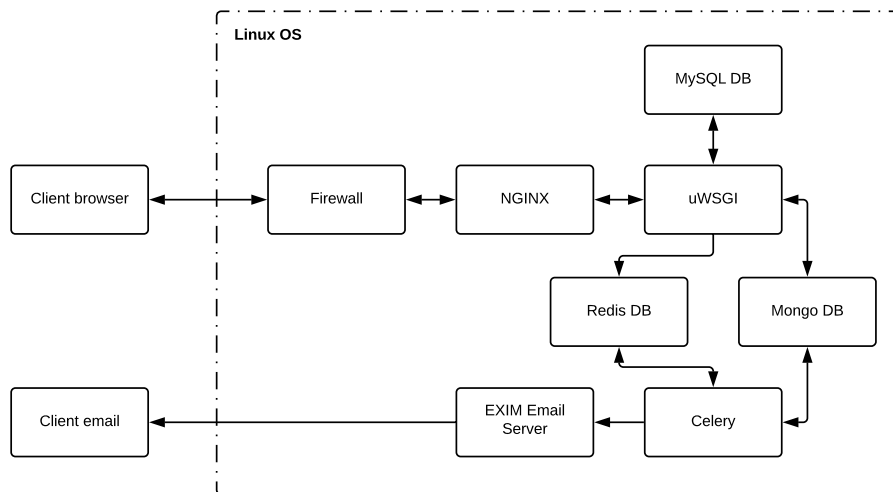 Linux OS
MySQL DB
Client browser
Firewall
NGINX
uWSGI
Redis DB
Mongo DB
Client email
EXIM Email
Server
Celery